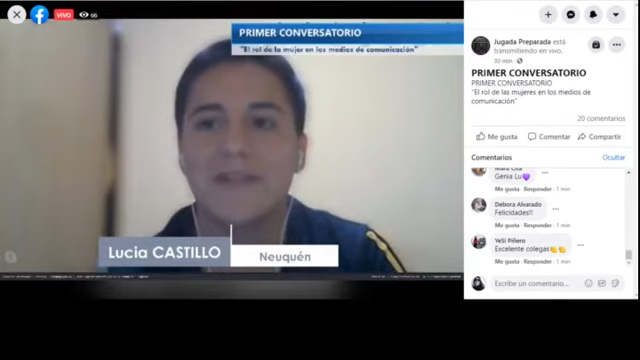 VIVO
66
PRIMER CONVERSATORIO
"El rol de la mujer en los medios de comunicación"
Lucia CASTILLO
Neuquén
Jugada Preparada está
transmitiendo en vivo.
30 min ·
PRIMER CONVERSATORIO
PRIMER CONVERSATORIO
"El rol de las mujeres en los medios de
comunicación"
20 comentarios
Me gusta
Comentar
Compartir
Comentarios
Ocultar
Genia Lu
Me gusta · Responder · 1 min
Debora Alvarado
Felicidades!!
Me gusta · Responder · 1 min
YeSi Piñero
Excelente colegas
Me gusta · Responder · 1 min
Escribe un comentario...